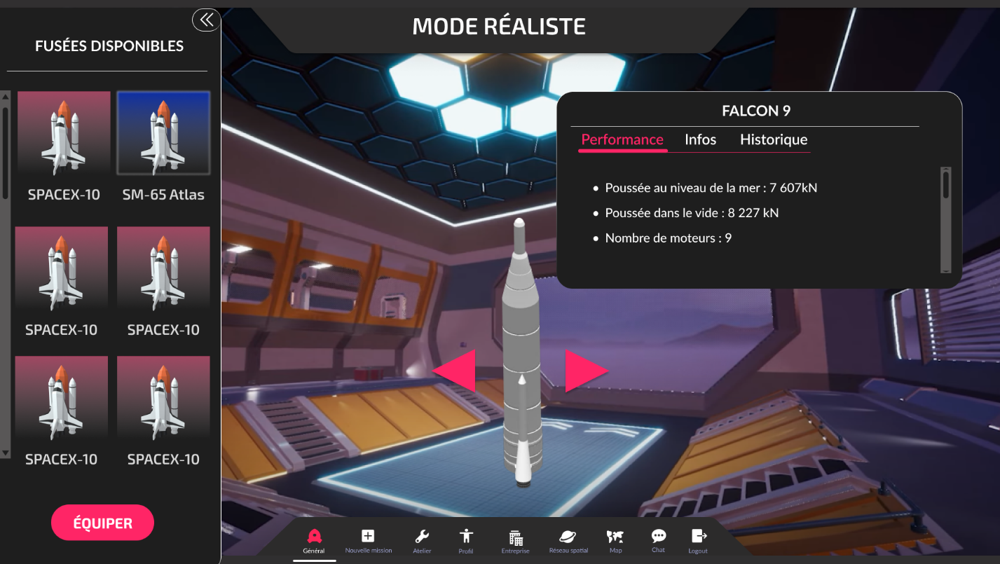 MODE RÉALISTE
FUSÉES DISPONIBLES
SPACEX-10 SM-65 Atlas
SPACEX-10 SPACEX-10
SPACEX-10 SPACEX-10
ÉQUIPER
FALCON 9
Performance Infos Historique
• Poussée au niveau de la mer : 7 607kN
• Poussée dans le vide : 8 227 kN
• Nombre de moteurs : 9
Général Nouvelle mission Atelier Profil Entreprise Réseau spatial Map Chat Logout